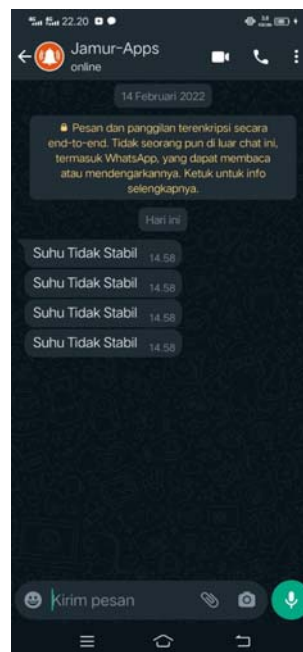 22.20
Jamur-Apps
online
14 Februari 2022
Pesan dan panggilan terenkripsi secara
end-to-end. Tidak seorang pun di luar chat ini,
termasuk WhatsApp, yang dapat membaca
atau mendengarkannya. Ketuk untuk info
selengkapnya.
Hari ini
Suhu Tidak Stabil 14.58
Suhu Tidak Stabil 14.58
Suhu Tidak Stabil 14.58
Suhu Tidak Stabil 14.58
Kirim pesan